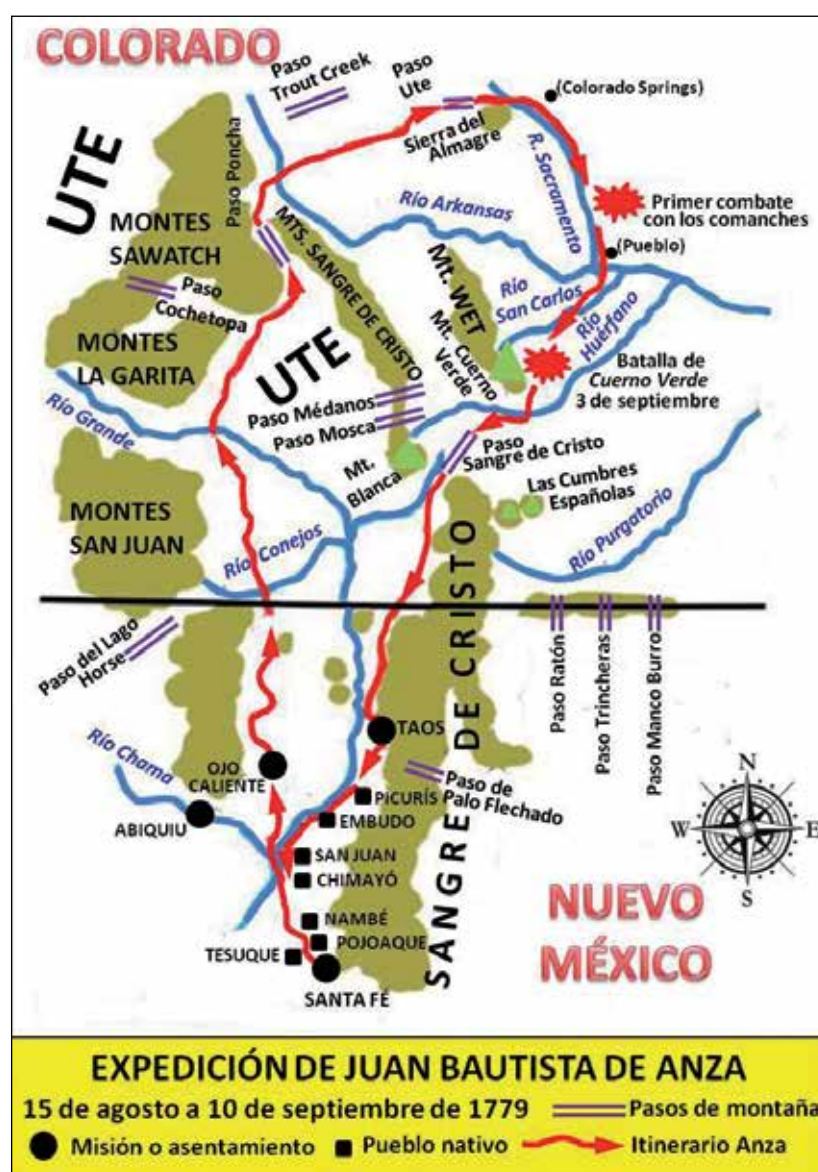 COLORADO
Paso
Trout Creek
Paso
Ute
(Colorado Springs)
Sierra del
Almagre
UTE
Paso Poncha
R. Sacramento
Río Arkansas
Primer combate
con los comanches
(Pueblo)
MONTES
SAWATCH
MTS. SANGRE DE CRISTO
Mt. WET
Río
San Carlos
Paso
Cochetopa
Río
Huérfano
MONTES
LA GARITA
UTE
Mt. Cuerno
Verde
Batalla de
Cuerno Verde
3 de septiembre
Río Grande
Paso Médanos
Paso Mosca
Paso
Sangre de Cristo
Mt.
Blanca
Las Cumbres
Españolas
MONTES
SAN JUAN
Río Conejos
Río Purgatorio
SANGRE DE CRISTO
Paso del Lago
Horse
Paso Ratón
Paso Trincheras
Paso Manco Burro
TAOS
Río Chama
OJO
CALIENTE
Paso de
Palo Flechado
PiCURÍS
ABIQUIU
EMBUDO
N
W
E
S
SAN JUAN
CHIMAYÓ
NAMBÉ
POJOAQUE
TESUQUE
SANTA FÉ
NUEVO
MÉXICO
EXPEDICIÓN DE JUAN BAUTISTA DE ANZA
15 de agosto a 10 de septiembre de 1779
Pasos de montaña
Misión o asentamiento
Pueblo nativo
Itinerario Anza